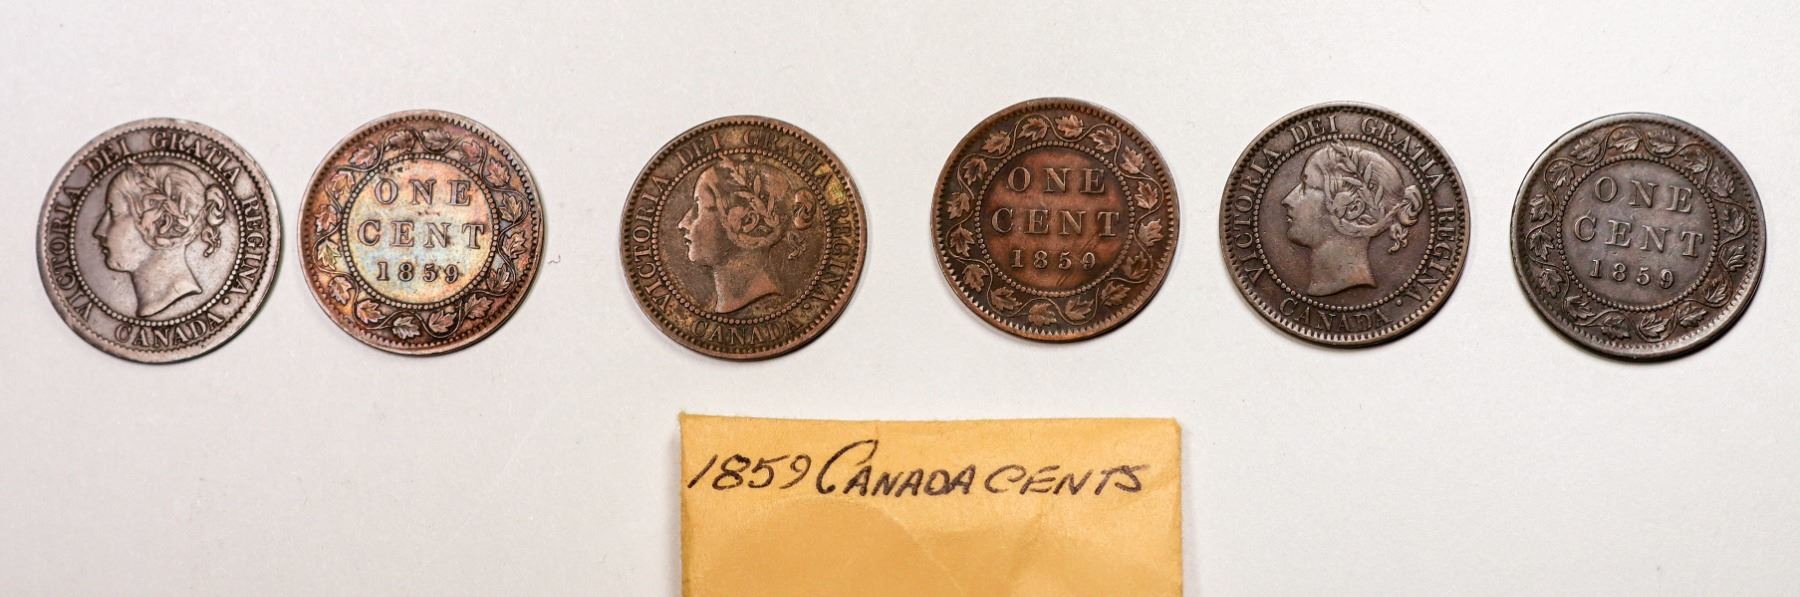 VICTORIA DEI GRATIA REGINA.
CANADA
ONE
CENT
1859
VICTORIA DEI GRATIA REGINA.
CANADA
ONE
CENT
1859
VICTORIA DEI GRATIA REGINA.
CANADA
ONE
CENT
1859
1859 CANADA CENTS